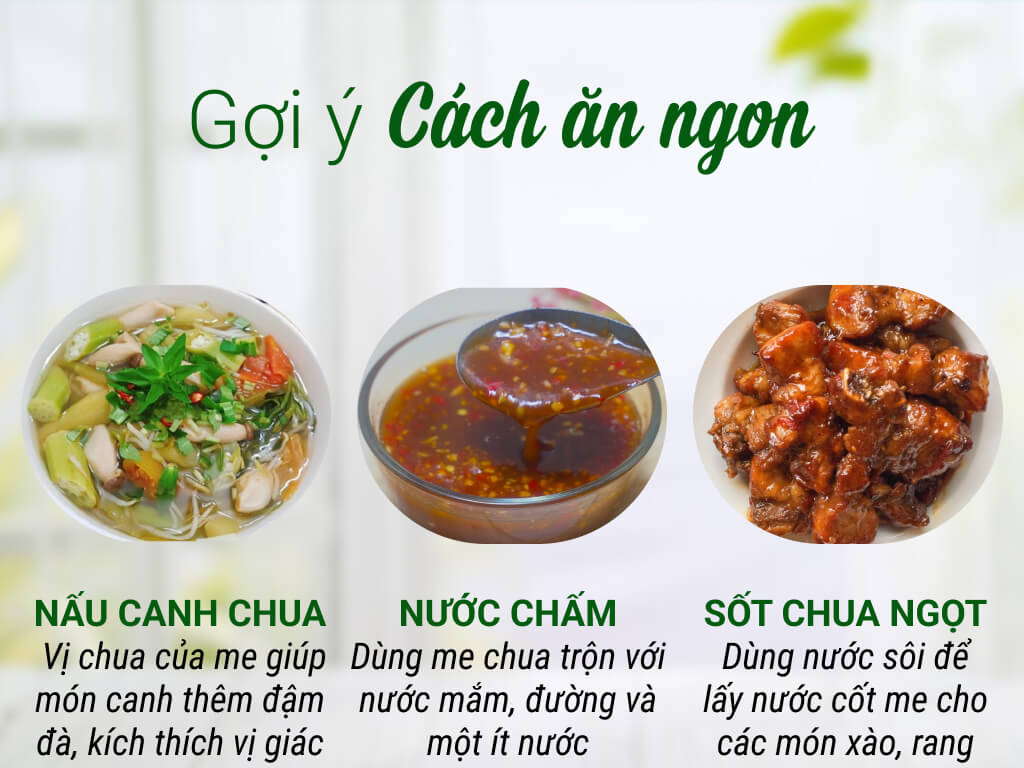 Gợi ý Cách ăn ngon
NẤU CANH CHUA
Vị chua của me giúp
món canh thêm đậm
đà, kích thích vị giác
NƯỚC CHẤM
Dùng me chua trộn với
nước mắm, đường và
một ít nước
SỐT CHUA NGỌT
Dùng nước sôi để
lấy nước cốt me cho
các món xào, rang